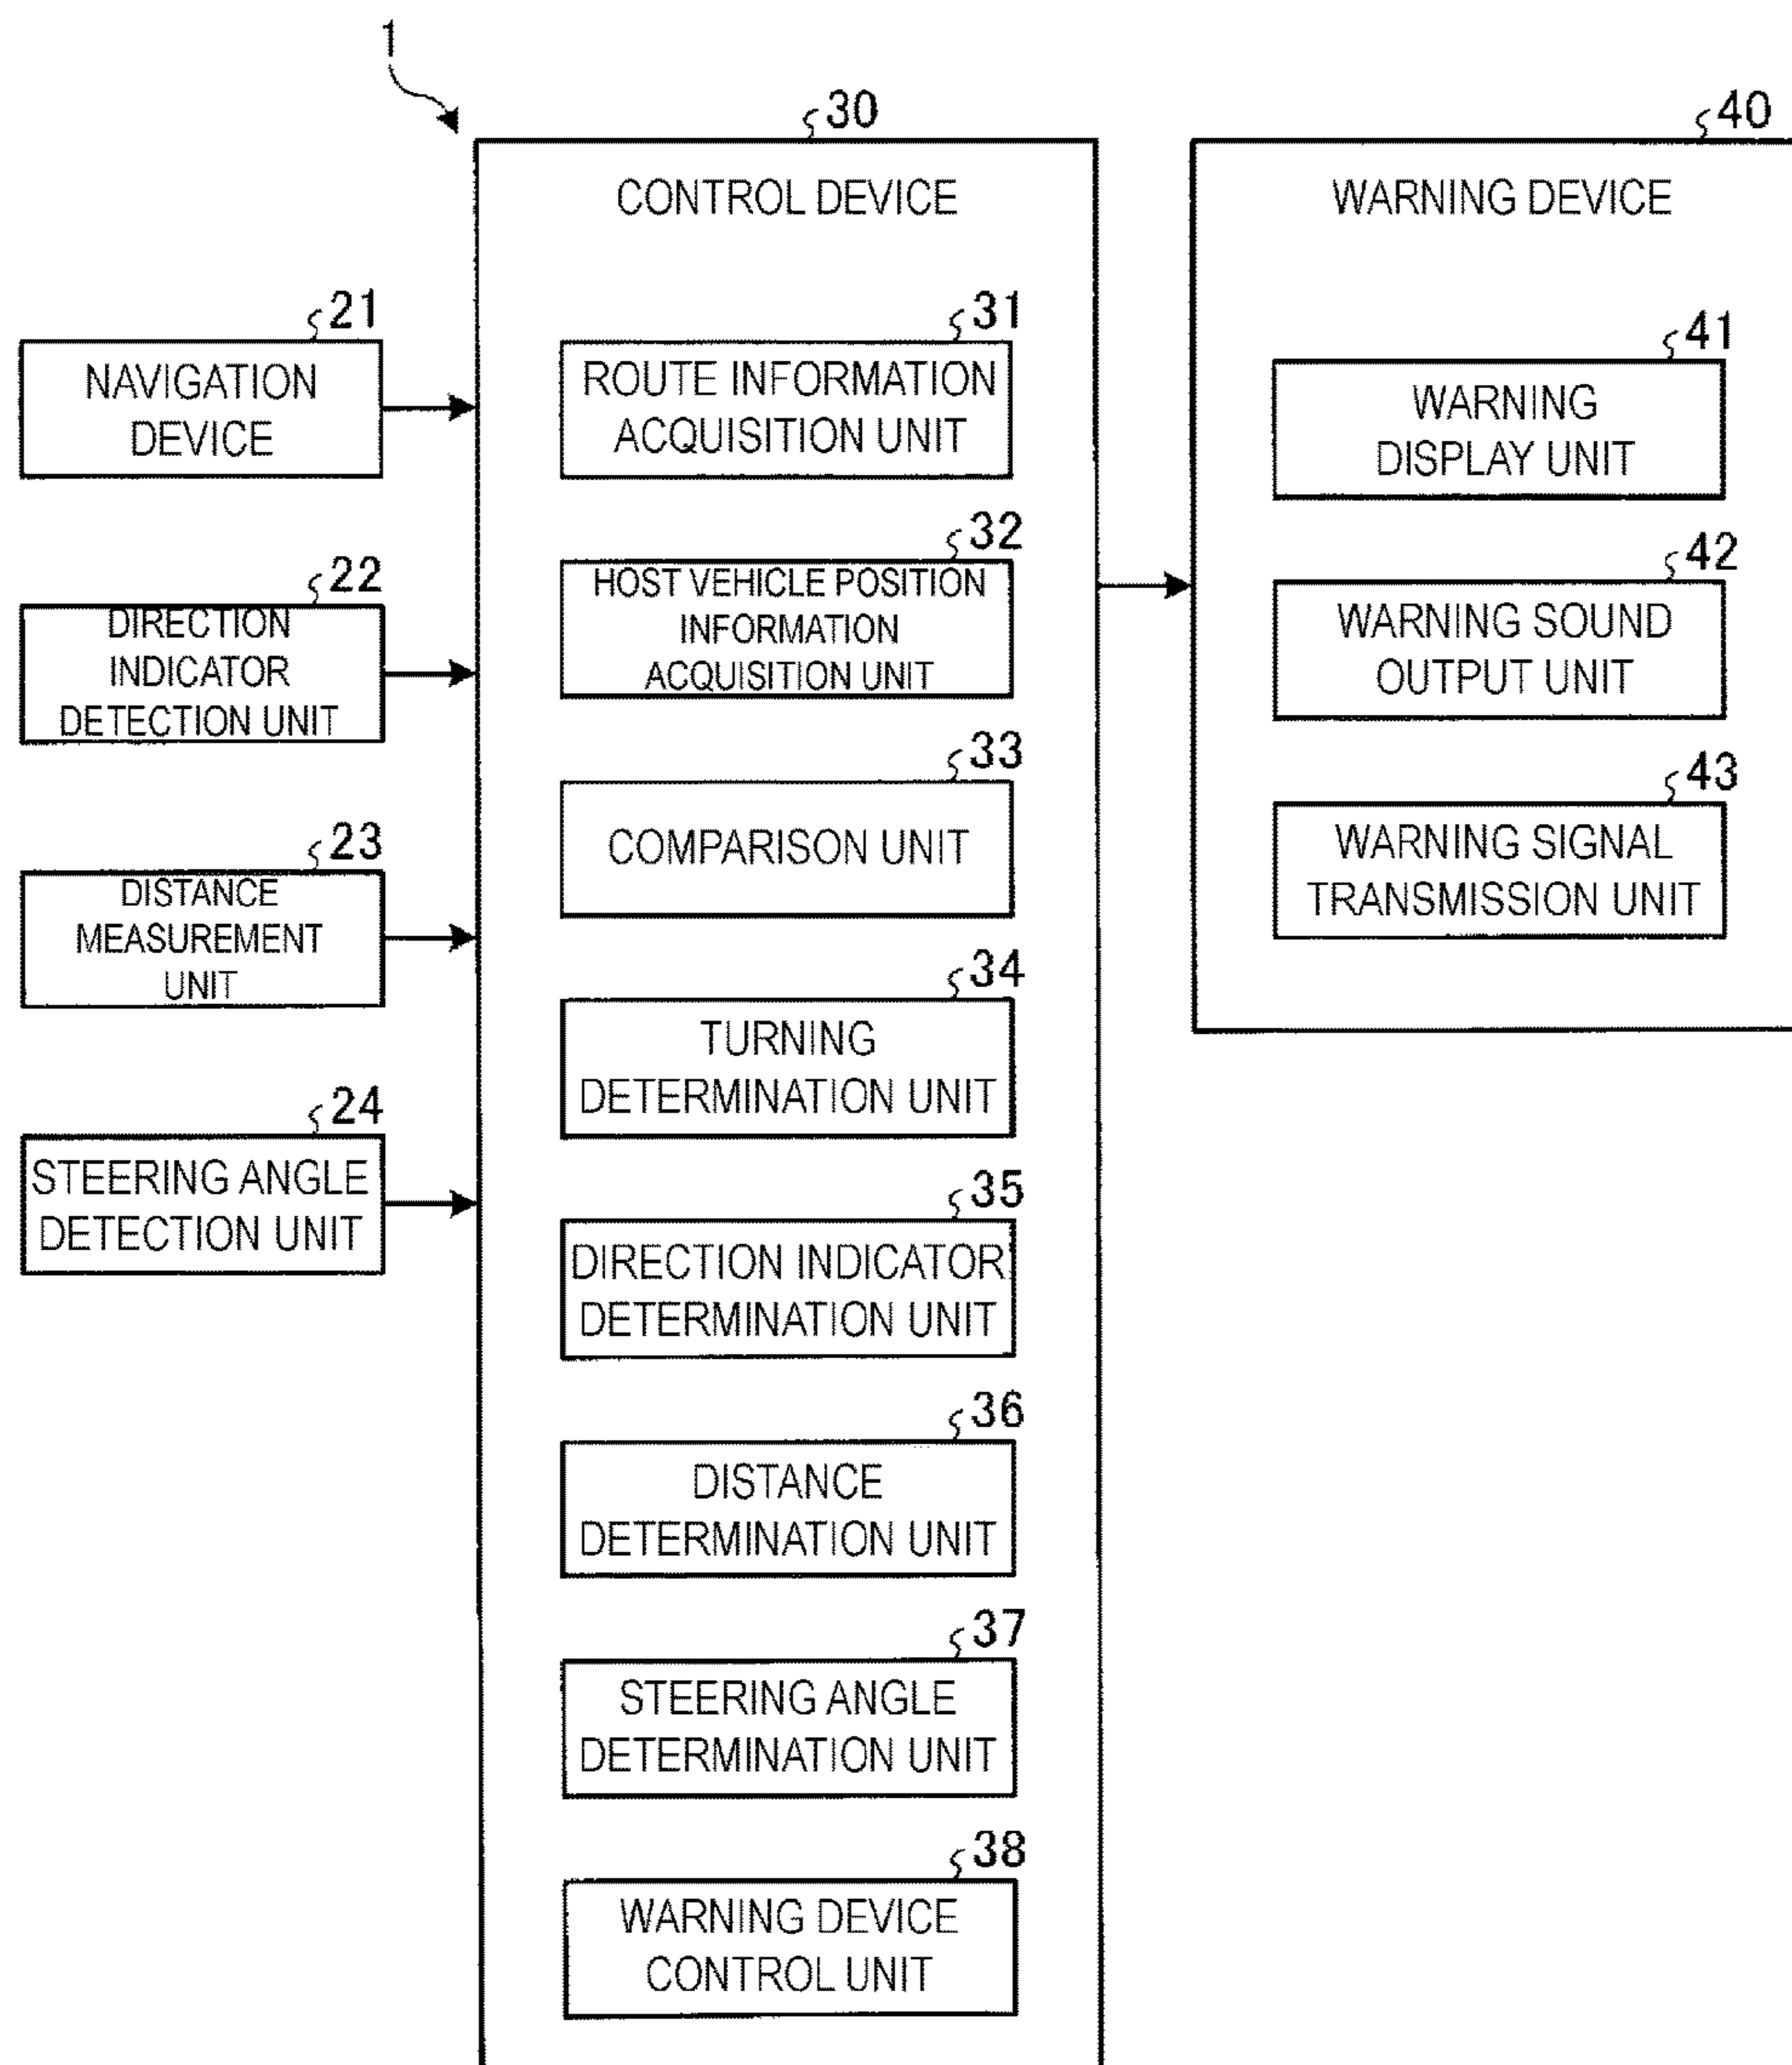 1
30
CONTROL DEVICE
40
WARNING DEVICE
21
NAVIGATION
DEVICE
22
DIRECTION
INDICATOR
DETECTION UNIT
23
DISTANCE
MEASUREMENT
UNIT
24
STEERING ANGLE
DETECTION UNIT
31
ROUTE INFORMATION
ACQUISITION UNIT
32
HOST VEHICLE POSITION
INFORMATION
ACQUISITION UNIT
33
COMPARISON UNIT
34
TURNING
DETERMINATION UNIT
35
DIRECTION INDICATOR
DETERMINATION UNIT
36
DISTANCE
DETERMINATION UNIT
37
STEERING ANGLE
DETERMINATION UNIT
38
WARNING DEVICE
CONTROL UNIT
41
WARNING
DISPLAY UNIT
42
WARNING SOUND
OUTPUT UNIT
43
WARNING SIGNAL
TRANSMISSION UNIT